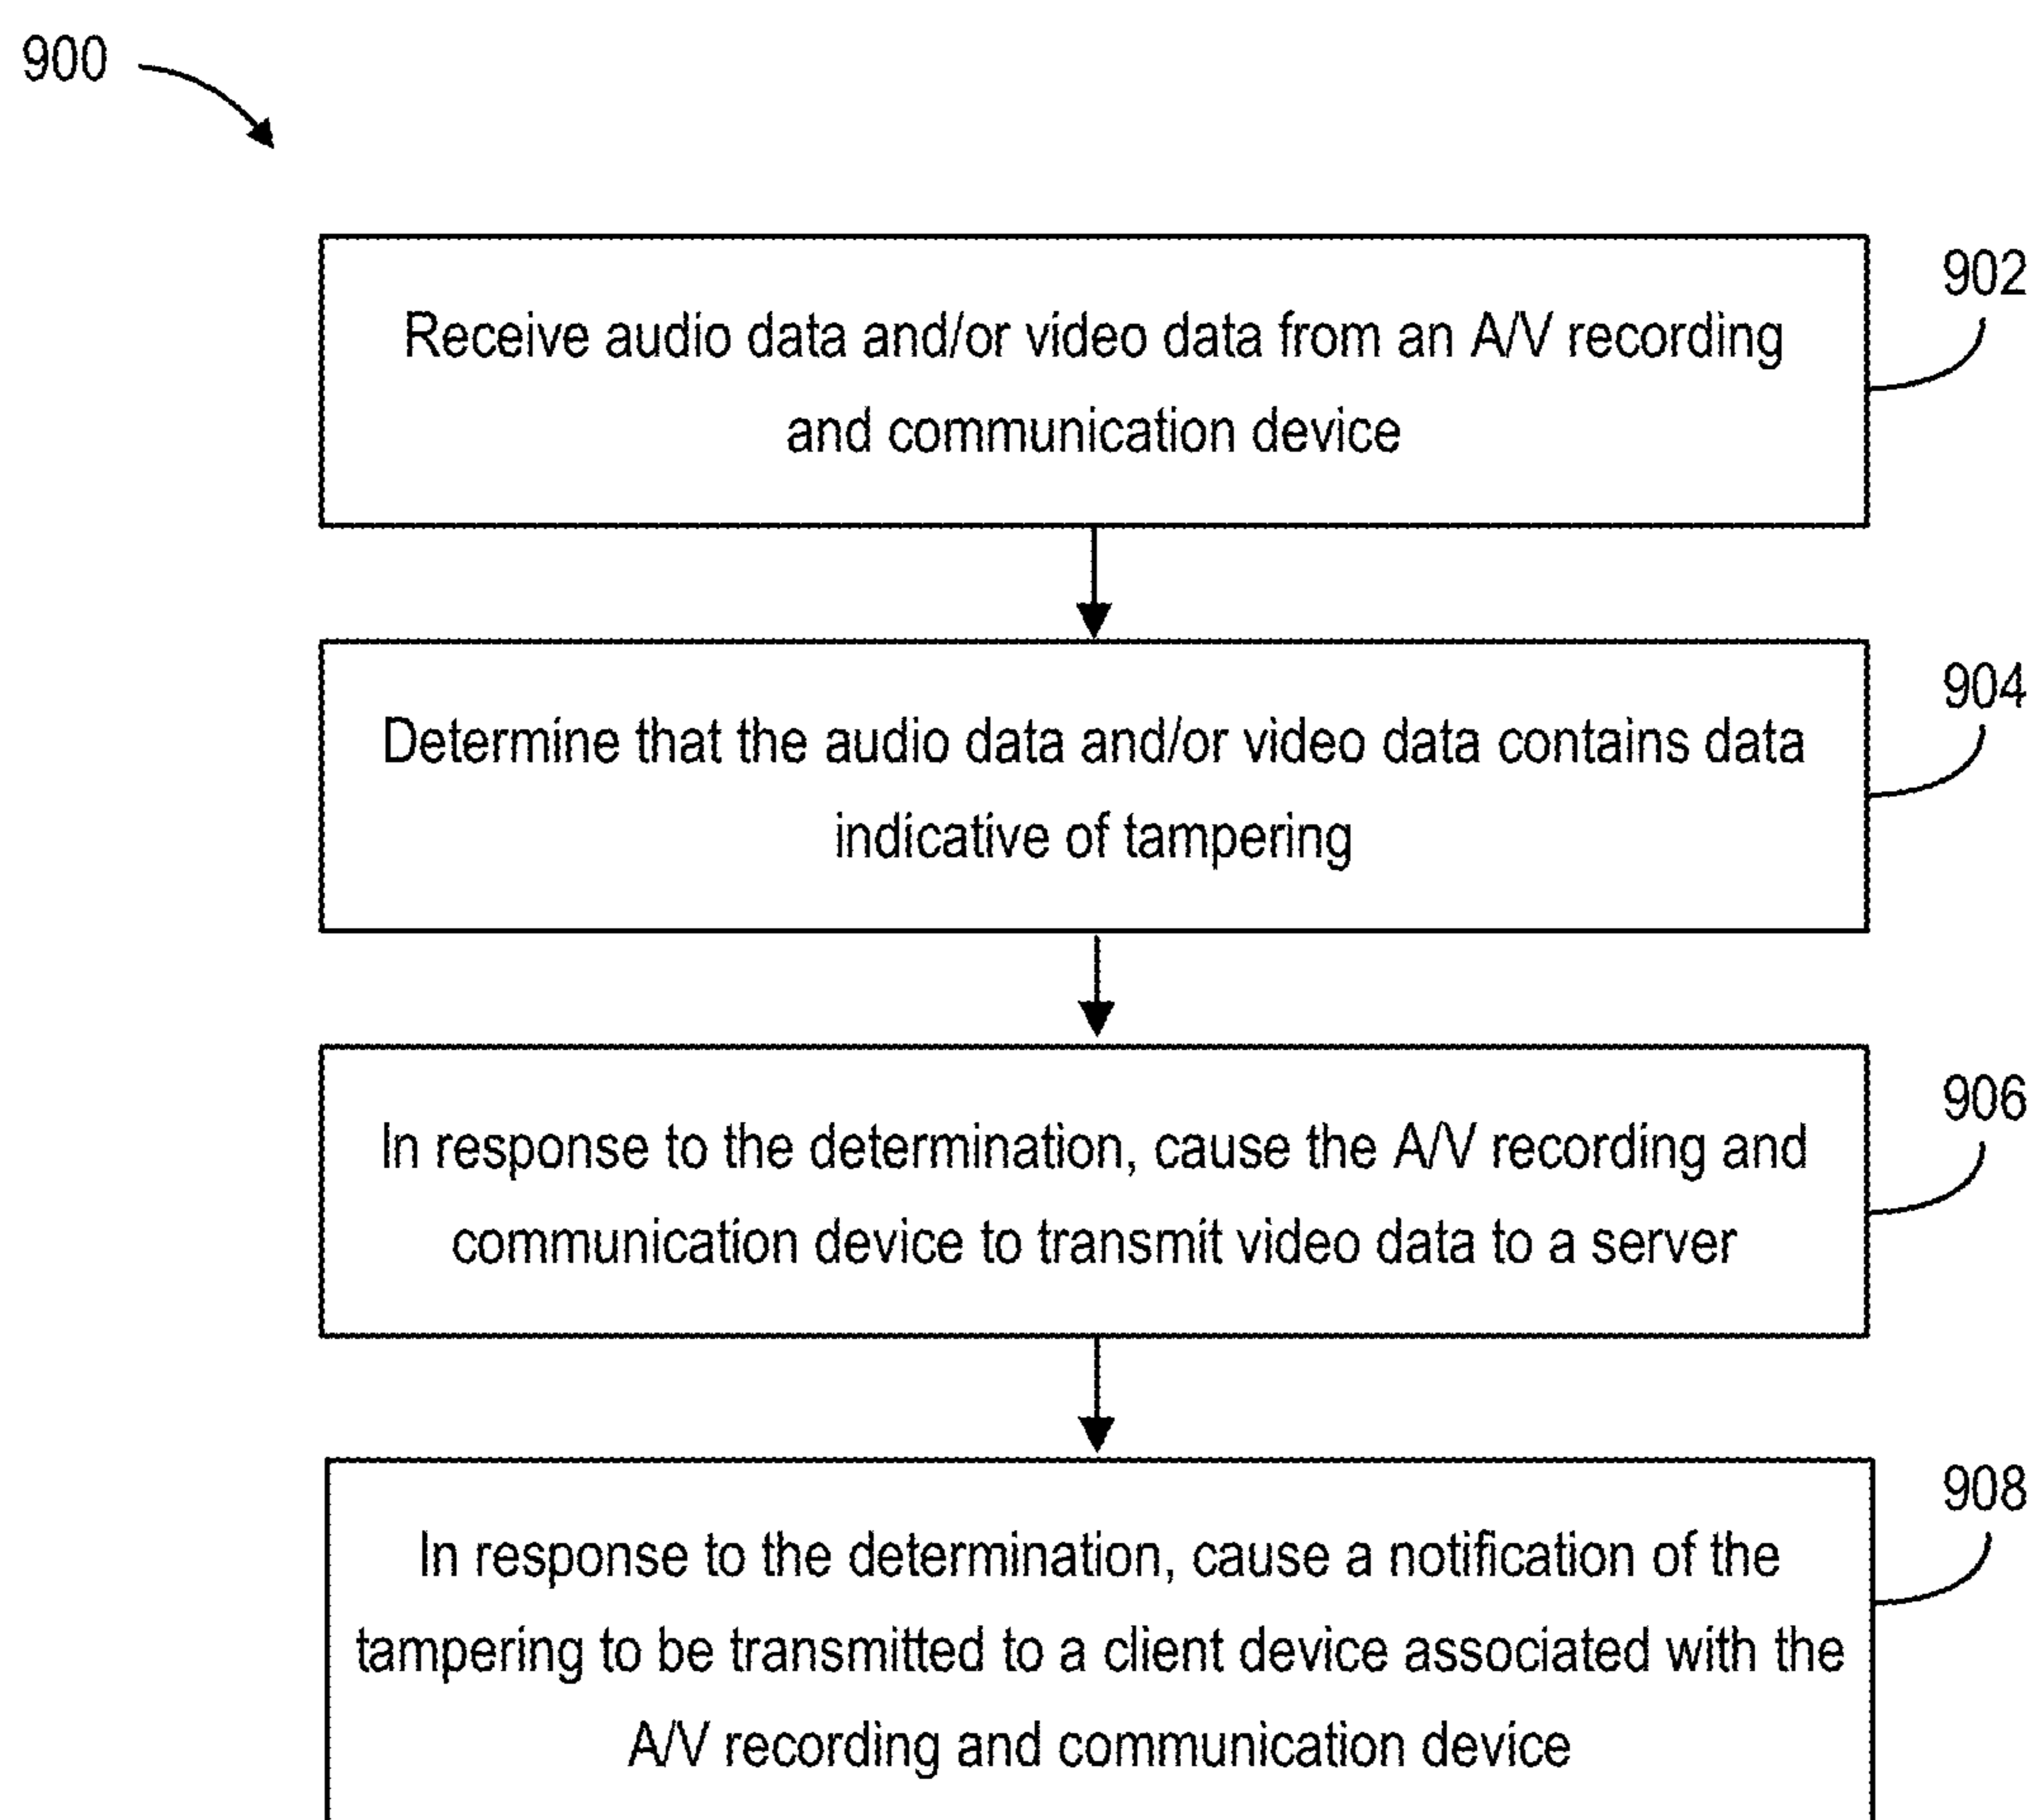 900
902
Receive audio data and/or video data from an A/V recording
and communication device
904
Determine that the audio data and/or video data contains data
indicative of tampering
906
In response to the determination, cause the A/V recording and
communication device to transmit video data to a server
908
In response to the determination, cause a notification of the
tampering to be transmitted to a client device associated with the
A/V recording and communication device